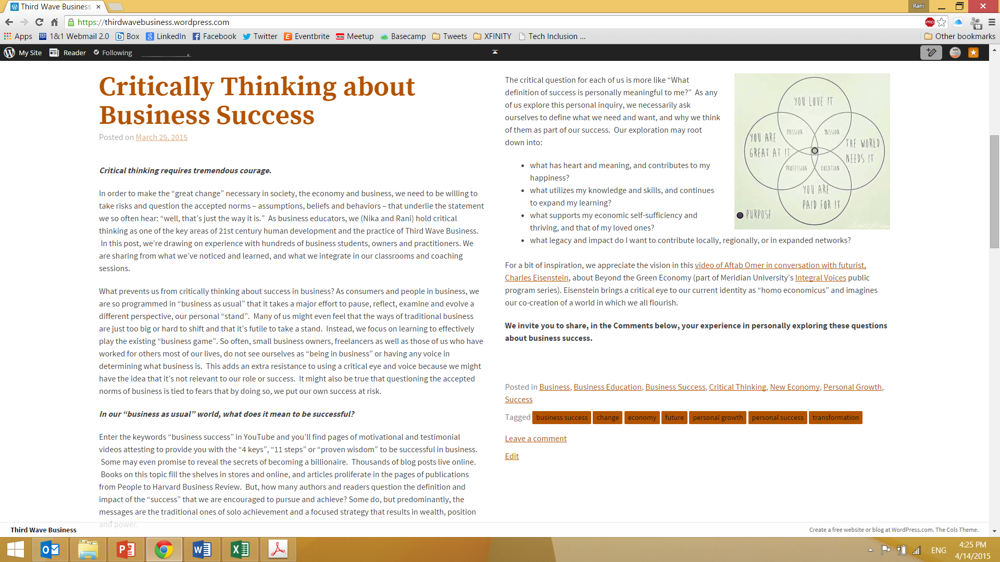 Third Wave Business
Rani
https://thirdwavebusiness.wordpress.com
PRO
18
Apps
1&1 Webmail 2.0
Box
LinkedIn
Facebook
Twitter
Eventbrite
Meetup
Basecamp
Tweets
XFINITY
Tech Inclusion ...
Other bookmarks
My Site
Reader
Following
Critically Thinking about
Business Success
Posted on March 25, 2015
Critical thinking requires tremendous courage.
In order to make the “great change” necessary in society, the economy and business, we need to be willing to
take risks and question the accepted norms – assumptions, beliefs and behaviors – that underlie the statement
we so often hear: “well, that’s just the way it is.”  As business educators, we (Nika and Rani) hold critical
thinking as one of the key areas of 21st century human development and the practice of Third Wave Business.
In this post, we’re drawing on experience with hundreds of business students, owners and practitioners. We
are sharing from what we’ve noticed and learned, and what we integrate in our classrooms and coaching
sessions.
What prevents us from critically thinking about success in business? As consumers and people in business, we
are so programmed in “business as usual” that it takes a major effort to pause, reflect, examine and evolve a
different perspective, our personal “stand”.  Many of us might even feel that the ways of traditional business
are just too big or hard to shift and that it’s futile to take a stand.  Instead, we focus on learning to effectively
play the existing “business game”. So often, small business owners, freelancers as well as those of us who have
worked for others most of our lives, do not see ourselves as “being in business” or having any voice in
determining what business is.  This adds an extra resistance to using a critical eye and voice because we might
have the idea that it’s not relevant to our role or success.  It might also be true that questioning the accepted
norms of business is tied to fears that by doing so, we put our own success at risk.
In our “business as usual” world, what does it mean to be successful?
Enter the keywords “business success” in YouTube and you’ll find pages of motivational and testimonial
videos attesting to provide you with the “4 keys”, “11 steps” or “proven wisdom” to be successful in business.
Some may even promise to reveal the secrets of becoming a billionaire.  Thousands of blog posts live online.
Books on this topic fill the shelves in stores and online, and articles proliferate in the pages of publications
from People to Harvard Business Review.  But, how many authors and readers question the definition and
impact of the “success” that we are encouraged to pursue and achieve? Some do, but predominantly, the
messages are the traditional ones of solo achievement and a focused strategy that results in wealth, position
and power.
The critical question for each of us is more like “What
definition of success is personally meaningful to me?”  As any
of us explore this personal inquiry, we necessarily ask
ourselves to define what we need and want, and why we think
of them as part of our success.  Our exploration may root
down into:
• what has heart and meaning, and contributes to my
happiness?
• what utilizes my knowledge and skills, and continues
to expand my learning?
• what supports my economic self-sufficiency and
thriving, and that of my loved ones?
• what legacy and impact do I want to contribute locally, regionally, or in expanded networks?
YOU LOVE IT
PASSION
MISSION
YOU ARE
GREAT AT IT
THE WORLD
NEEDS IT
PROFESSION
VOCATION
YOU ARE
PAID FOR IT
PURPOSE
For a bit of inspiration, we appreciate the vision in this video of Aftab Omer in conversation with futurist,
Charles Eisenstein, about Beyond the Green Economy (part of Meridian University’s Integral Voices public
program series). Eisenstein brings a critical eye to our current identity as “homo economicus” and imagines
our co-creation of a world in which we all flourish.
We invite you to share, in the Comments below, your experience in personally exploring these questions
about business success.
Posted in Business, Business Education, Business Success, Critical Thinking, New Economy, Personal Growth,
Success
Tagged business success change economy future personal growth personal success transformation
Leave a comment
Edit
Third Wave Business
Create a free website or blog at WordPress.com. The Cols Theme.
ENG
4:25 PM
4/14/2015